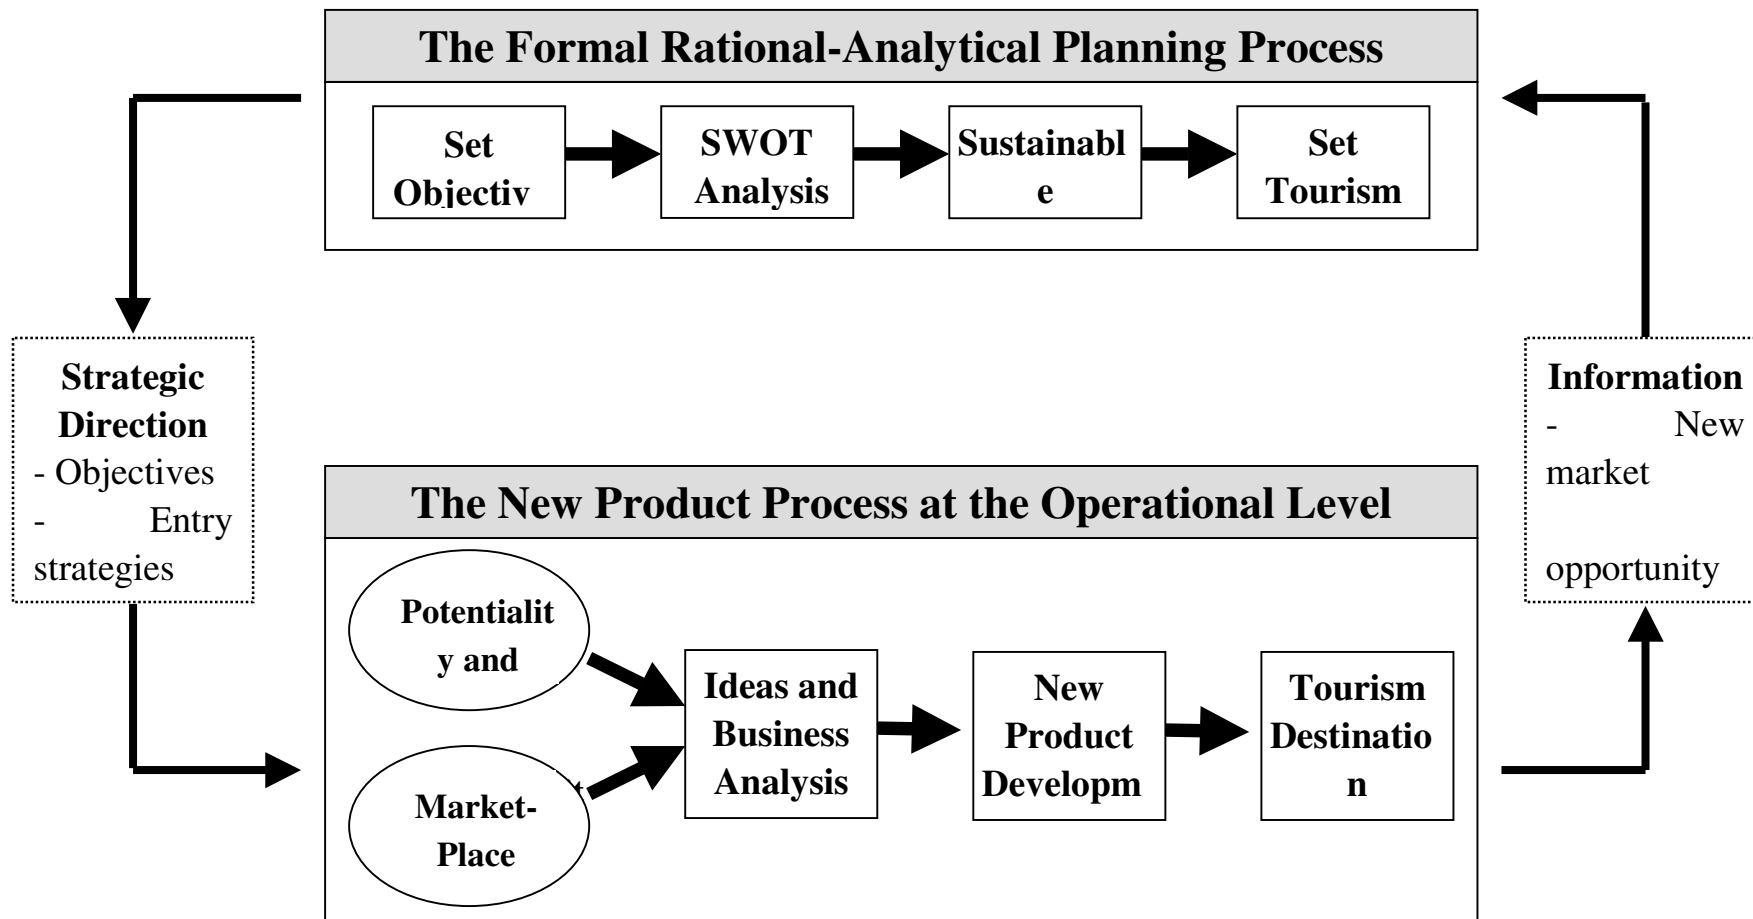 The Formal Rational-Analytical Planning Process
Set
Objectiv
SWOT
Analysis
Sustainabl
e
Set
Tourism
Strategic
Direction
- Objectives
- Entry
strategies
Information
- New
market
opportunity
The New Product Process at the Operational Level
Potentialit
y and
Market-
Place
Ideas and
Business
Analysis
New
Product
Developm
Tourism
Destinatio
n